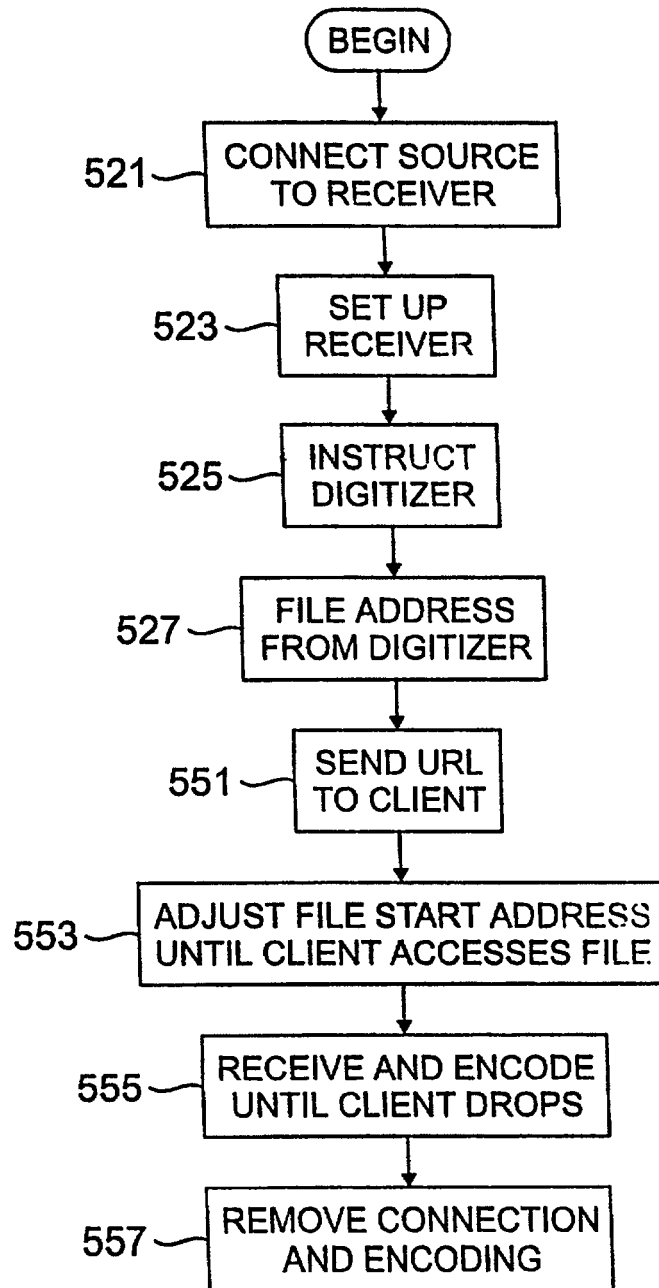 BEGIN
521
CONNECT SOURCE
TO RECEIVER
523
SET UP
RECEIVER
525
INSTRUCT
DIGITIZER
527
FILE ADDRESS
FROM DIGITIZER
551
SEND URL
TO CLIENT
553
ADJUST FILE START ADDRESS
UNTIL CLIENT ACCESSES FILE
555
RECEIVE AND ENCODE
UNTIL CLIENT DROPS
557
REMOVE CONNECTION
AND ENCODING